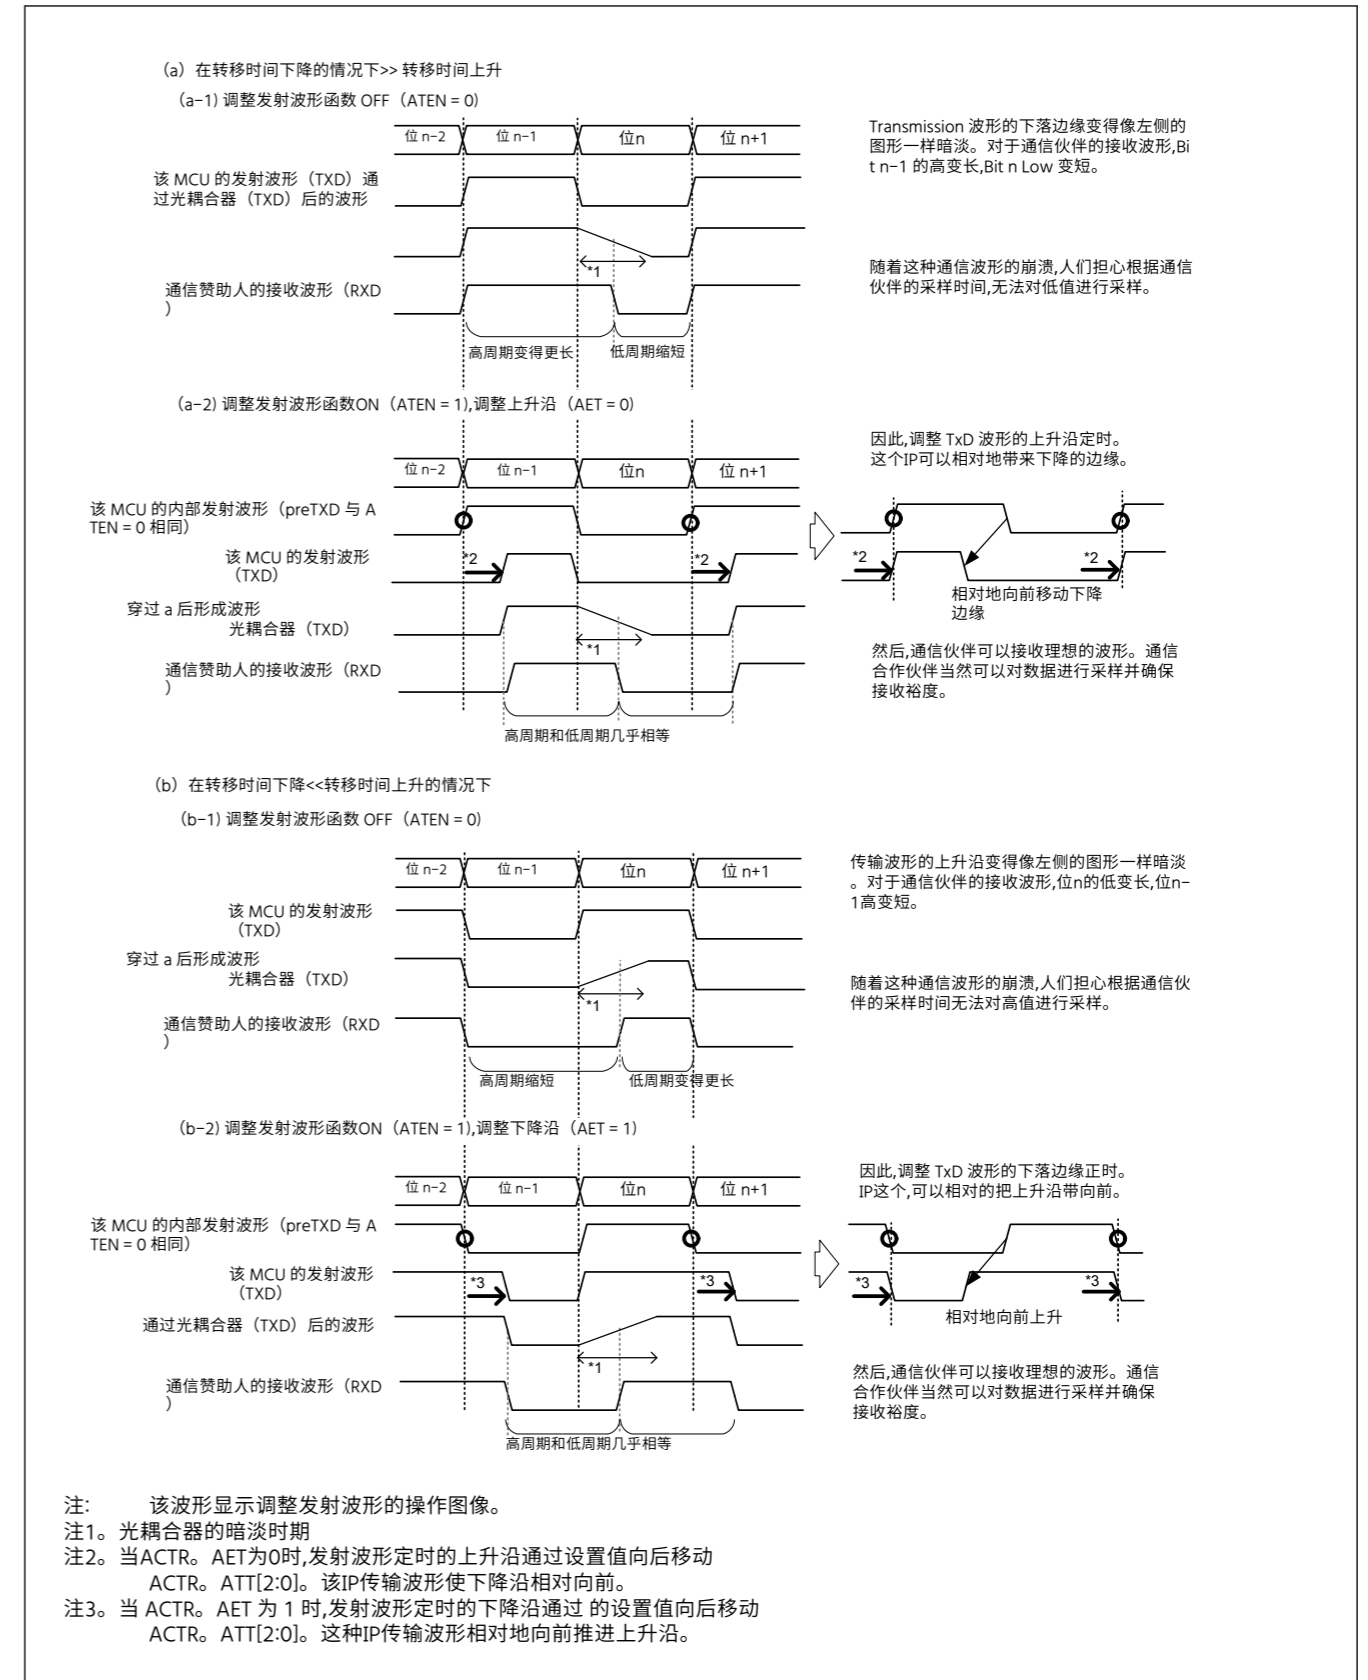 (a）在转移时间下降的情况下>> 转移时间上升
(a-1) 调整发射波形函数 OFF（ATEN = 0)
位 n-2 位 n-1 位n 位 n+1
该 MCU 的发射波形（TXD）通
过光耦合器（TXD）后的波形
*1
通信赞助人的接收波形（RXD
）
高周期变得更长 低周期缩短
Transmission 波形的下落边缘变得像左侧的
图形一样暗淡。对于通信伙伴的接收波形,Bi
t n-1 的高变长,Bit n Low 变短。
随着这种通信波形的崩溃,人们担心根据通信
伙伴的采样时间,无法对低值进行采样。
(a-2) 调整发射波形函数ON（ATEN = 1),调整上升沿（AET = 0)
位 n-2 位 n-1 位n 位 n+1
该 MCU 的内部发射波形（preTXD 与 A
TEN = 0 相同）
该 MCU 的发射波形
（TXD）
*2 *2
穿过 a 后形成波形
光耦合器（TXD）
*1
通信赞助人的接收波形（RXD
）
高周期和低周期几乎相等
因此,调整 TxD 波形的上升沿定时。
这个IP可以相对地带来下降的边缘。
*2 *2
相对地向前移动下降
边缘
然后,通信伙伴可以接收理想的波形。通信
合作伙伴当然可以对数据进行采样并确保
接收裕度。
(b）在转移时间下降<<转移时间上升的情况下
(b-1) 调整发射波形函数 OFF（ATEN = 0)
位 n-2 位 n-1 位n 位 n+1
该 MCU 的发射波形
（TXD）
穿过 a 后形成波形
光耦合器（TXD）
*1
通信赞助人的接收波形（RXD
）
高周期缩短 低周期变得更长
传输波形的上升沿变得像左侧的图形一样暗淡
。对于通信伙伴的接收波形,位n的低变长,位n-
1高变短。
随着这种通信波形的崩溃,人们担心根据通信伙
伴的采样时间无法对高值进行采样。
(b-2) 调整发射波形函数ON（ATEN = 1),调整下降沿（AET = 1)
位 n-2 位 n-1 位n 位 n+1
该 MCU 的内部发射波形（preTXD 与 A
TEN = 0 相同）
该 MCU 的发射波形
（TXD）
*3 *3
通过光耦合器（TXD）后的波形
*1
通信赞助人的接收波形（RXD
）
高周期和低周期几乎相等
因此,调整 TxD 波形的下落边缘正时。
IP这个,可以相对的把上升沿带向前。
*3 *3
相对地向前上升
然后,通信伙伴可以接收理想的波形。通信
合作伙伴当然可以对数据进行采样并确保
接收裕度。
注: 该波形显示调整发射波形的操作图像。
注1。光耦合器的暗淡时期
注2。当ACTR。AET为0时,发射波形定时的上升沿通过设置值向后移动
ACTR。ATT[2:0]。该IP传输波形使下降沿相对向前。
注3。当 ACTR。AET 为 1 时,发射波形定时的下降沿通过 的设置值向后移动
ACTR。ATT[2:0]。这种IP传输波形相对地向前推进上升沿。